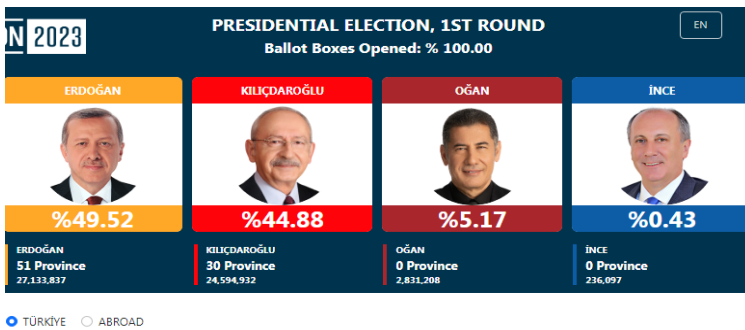 N 2023
PRESIDENTIAL ELECTION, 1ST ROUND
Ballot Boxes Opened: % 100.00
EN
ERDOĞAN
%49.52
ERDOĞAN
51 Province
27,133,837
KILIÇDAROĞLU
%44.88
KILIÇDAROĞLU
30 Province
24,594,932
OĞAN
%5.17
OĞAN
0 Province
2,831,208
İNCE
%0.43
İNCE
0 Province
236,097
TÜRKİYE ABROAD